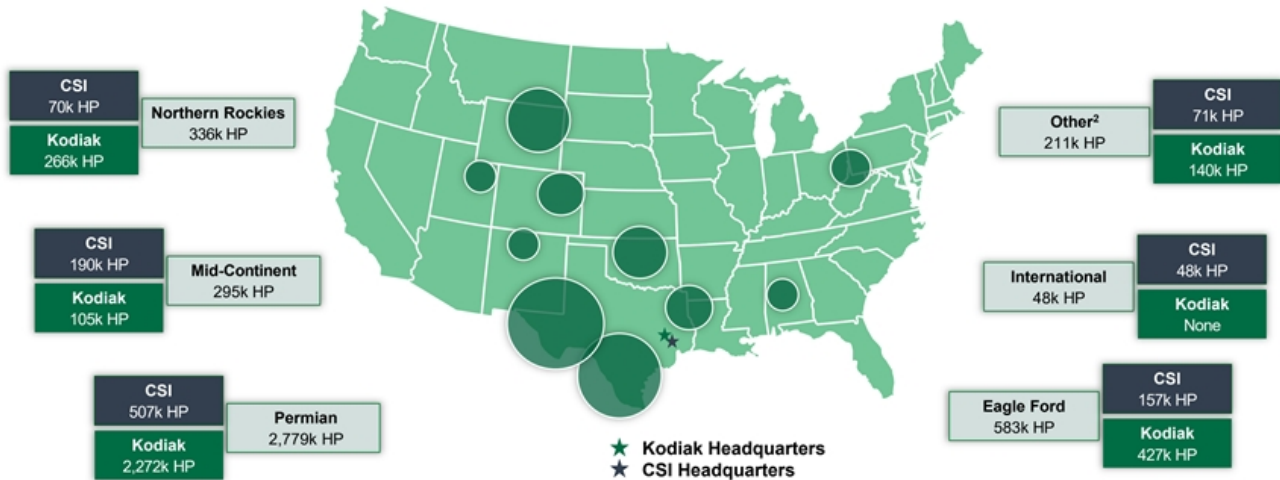 CSI
70k HP
Kodiak
266k HP
Northern Rockies
336k HP
CSI
190k HP
Kodiak
105k HP
Mid-Continent
295k HP
CSI
507k HP
Kodiak
2,272k HP
Permian
2,779k HP
Other²
211k HP
CSI
71k HP
Kodiak
140k HP
International
48k HP
CSI
48k HP
Kodiak
None
Eagle Ford
583k HP
CSI
157k HP
Kodiak
427k HP
Kodiak Headquarters
CSI Headquarters